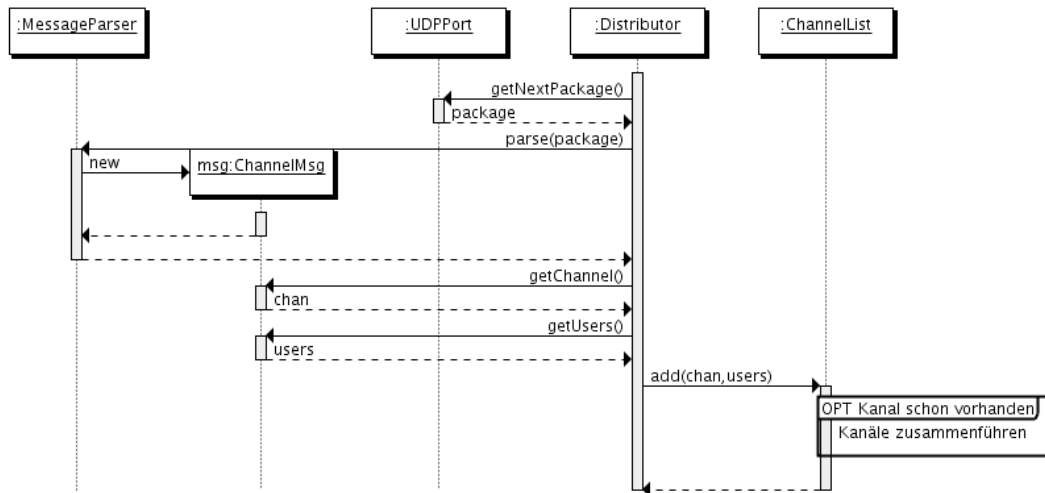 :MessageParser
:UDPPort
:Distributor
:ChannelList
getNextPackage()
package
parse(package)
new
msg:ChannelMsg
getChannel()
chan
getUsers()
users
add(chan,users)
OPT Kanal schon vorhanden
Kanäle zusammenführen